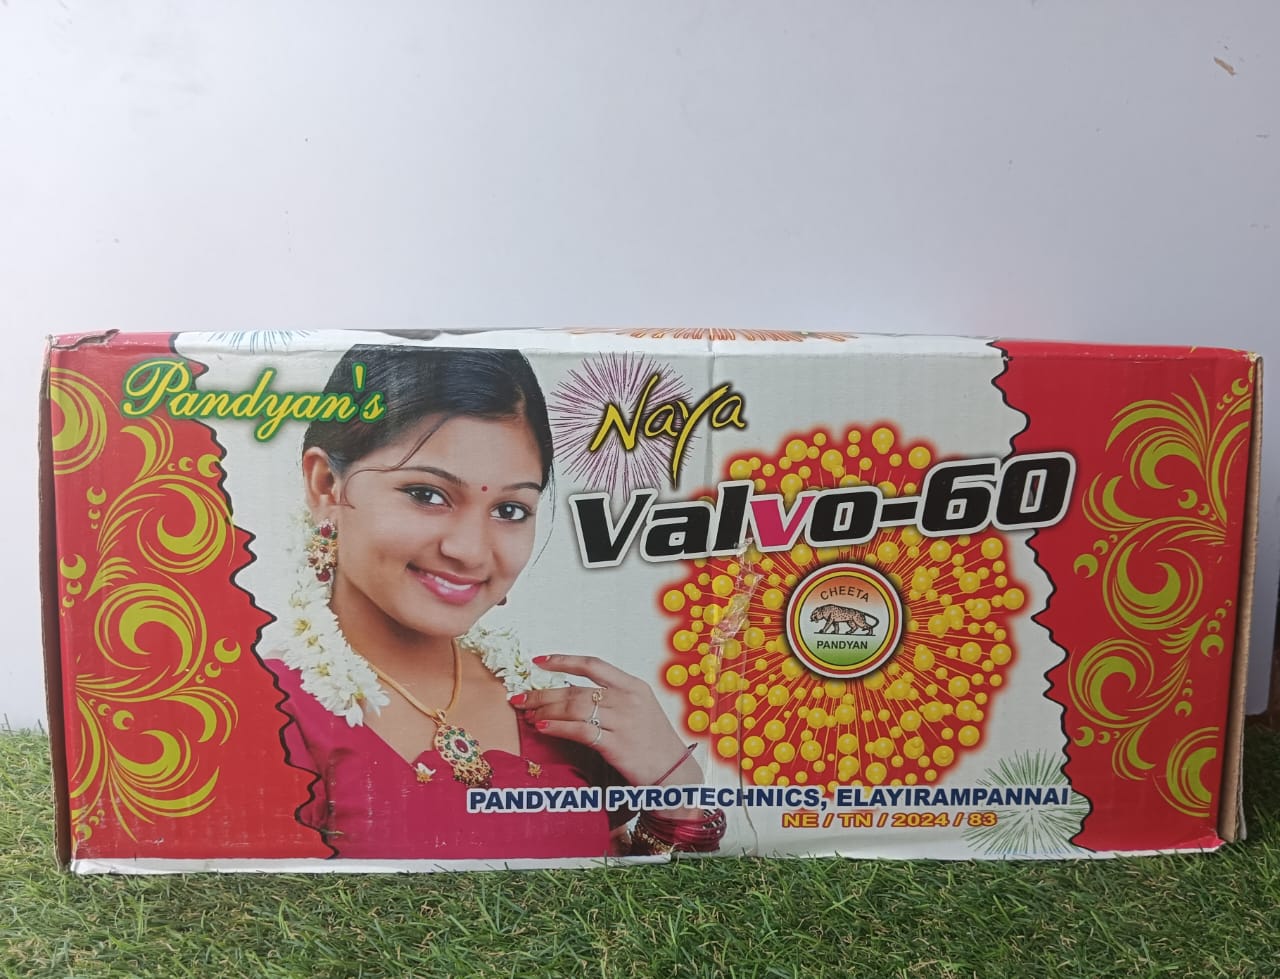 Pandyan's
Naya
Valvo-60
CHEETA
PANDYAN
PANDYAN PYROTECHNICS, ELAYIRAMPANNAI
NE / TN / 2024 / 83